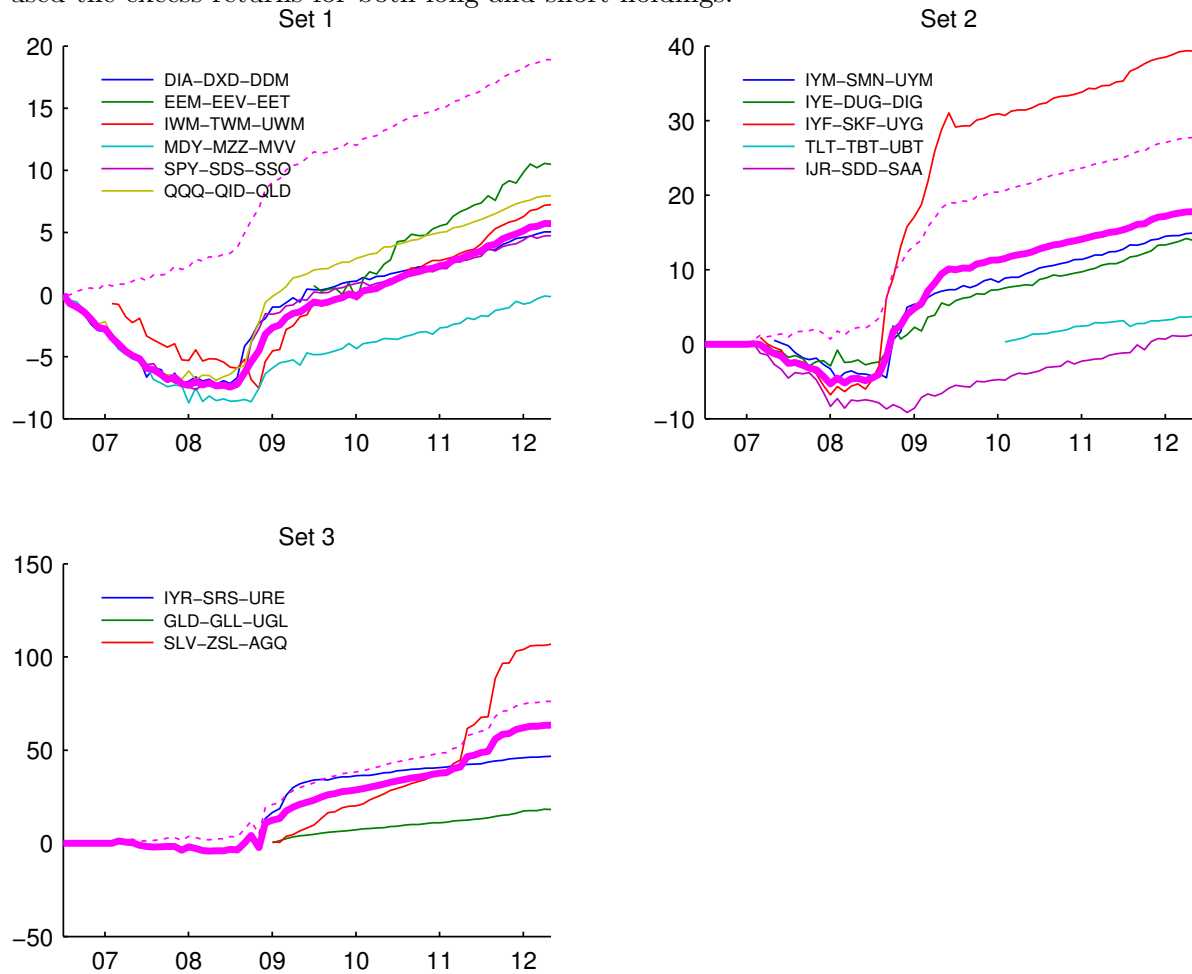 used the excess returns for both long and short holdings.
Set 1
20
15
10
5
0
−5
−10
07 08 09 10 11 12
DIA−DXD−DDM
EEM−EEV−EET
IWM−TWM−UWM
MDY−MZZ−MVV
SPY−SDS−SSO
QQQ−QID−QLD
Set 2
40
30
20
10
0
−10
07 08 09 10 11 12
IYM−SMN−UYM
IYE−DUG−DIG
IYF−SKF−UYG
TLT−TBT−UBT
IJR−SDD−SAA
Set 3
150
100
50
0
−50
07 08 09 10 11 12
IYR−SRS−URE
GLD−GLL−UGL
SLV−ZSL−AGQ